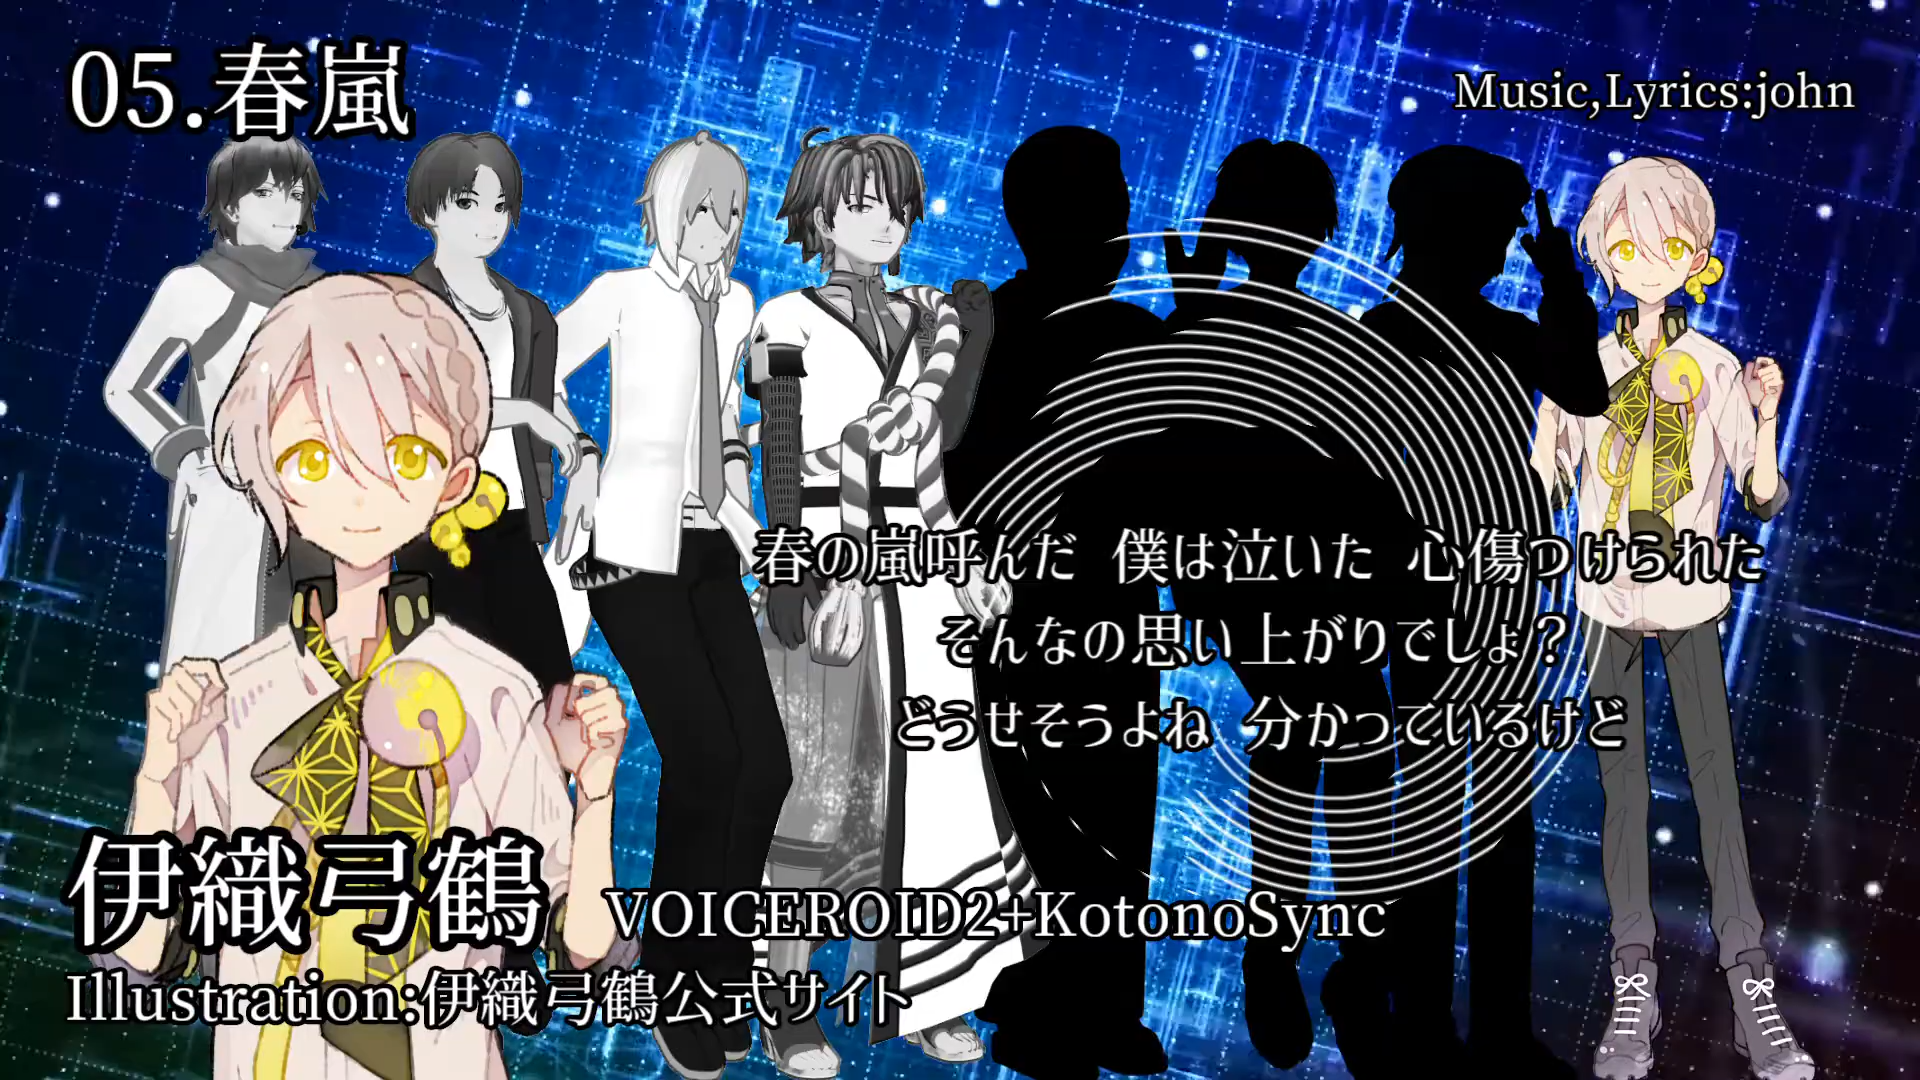 05.春嵐
Music,Lyrics:john
春の嵐呼んだ 僕は泣いた 心傷つけられた
そんなの思い上がりでしょ?
どうせそうよね 分かっているけど
伊織弓鶴 VOICEROID2+KotonoSync
Illustration:伊織弓鶴公式サイト